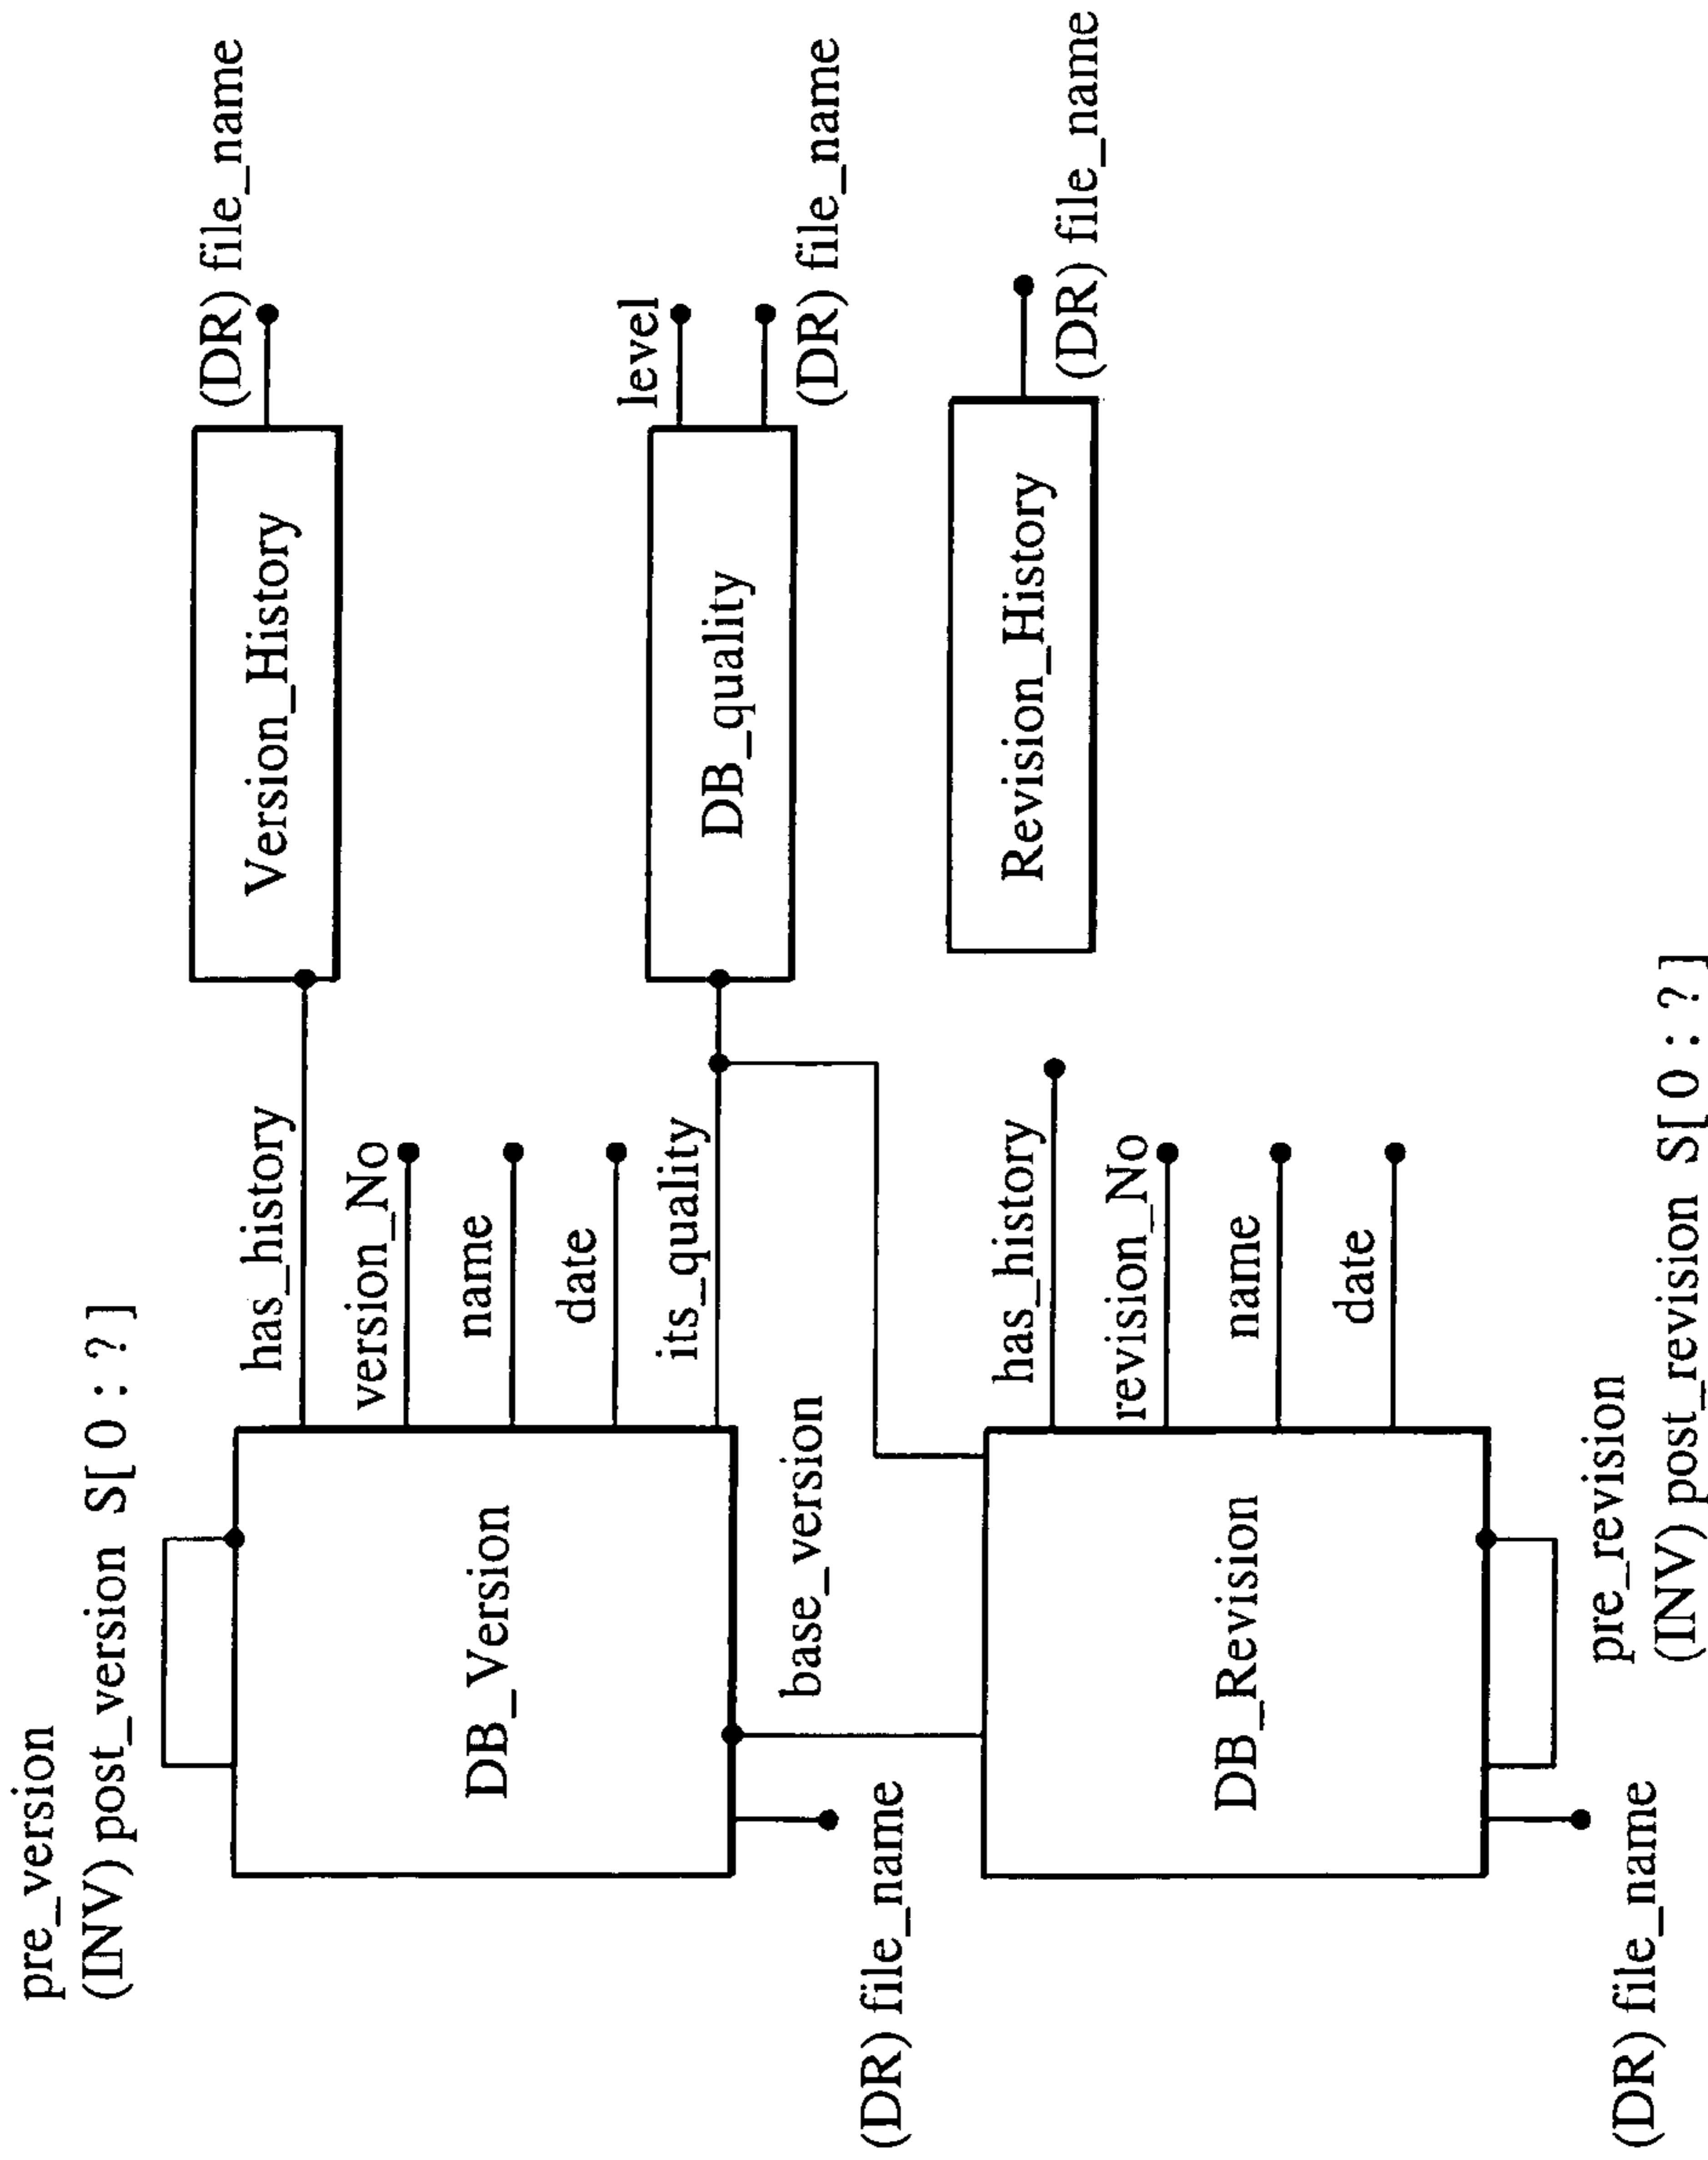 pre_version
(INV) post_version S[ 0 : ? ]
has_history
Version_History
(DR) file_name
version_No
name
date
its_quality
DB_Version
level
DB_quality
(DR) file_name
base_version
(DR) file_name
has_history
Revision_History
(DR) file_name
revision_No
name
date
DB_Revision
pre_revision
(INV) post_revision S[ 0 : ? ]
(DR) file_name